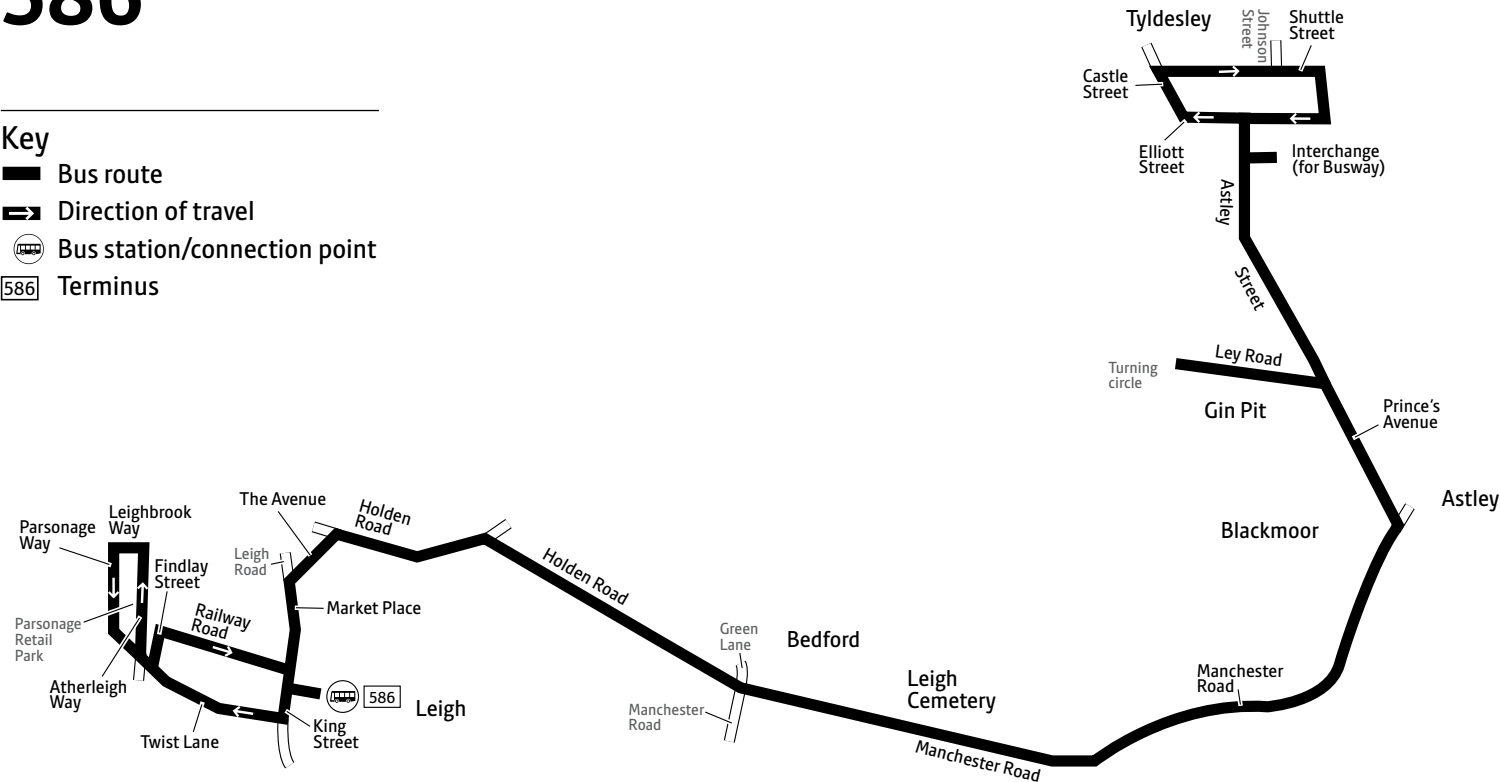 586
Key
Bus route
Direction of travel
Bus station/connection point
586
Terminus
Tyldesley
Johnson
Street
Shuttle
Street
Castle
Street
Elliott
Street
Interchange
(for Busway)
Astley
Street
Ley Road
Turning
circle
Gin Pit
Prince's
Avenue
Astley
Blackmoor
The Avenue
Holden
Road
Leighbrook
Way
Parsonage
Way
Findlay
Street
Leigh
Road
Holden Road
Railway
Road
Market Place
Parsonage
Retail
Park
Green
Lane
Bedford
Atherleigh
Way
586
Leigh
Leigh
Cemetery
Manchester
Road
Manchester
Road
King
Street
Twist Lane
Manchester Road